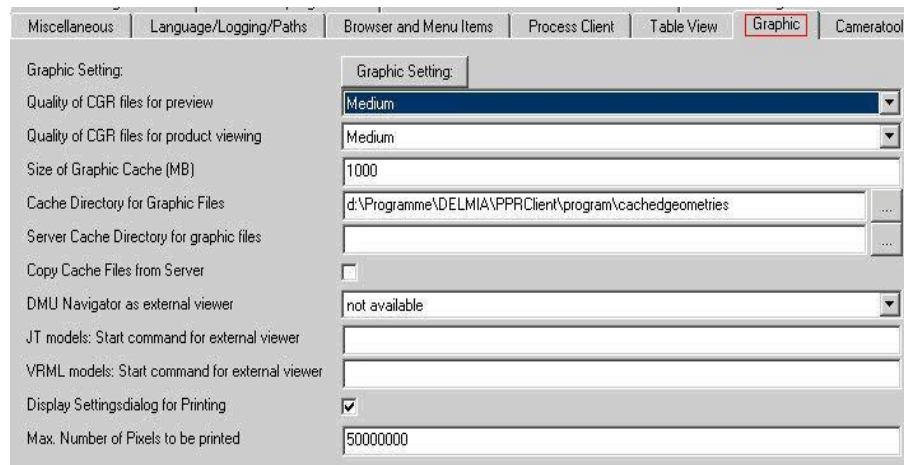 Miscellaneous Language/Logging/Paths Browser and Menu Items Process Client Table View Graphic Cameratool
Graphic Setting: Graphic Setting:
Quality of CGR files for preview Medium
Quality of CGR files for product viewing Medium
Size of Graphic Cache (MB) 1000
Cache Directory for Graphic Files d:\Programme\DELMIA\PPRClient\program\cachedgeometries ...
Server Cache Directory for graphic files ...
Copy Cache Files from Server
DMU Navigator as external viewer not available
JT models: Start command for external viewer
VRML models: Start command for external viewer
Display Settingsdialog for Printing
Max. Number of Pixels to be printed 50000000